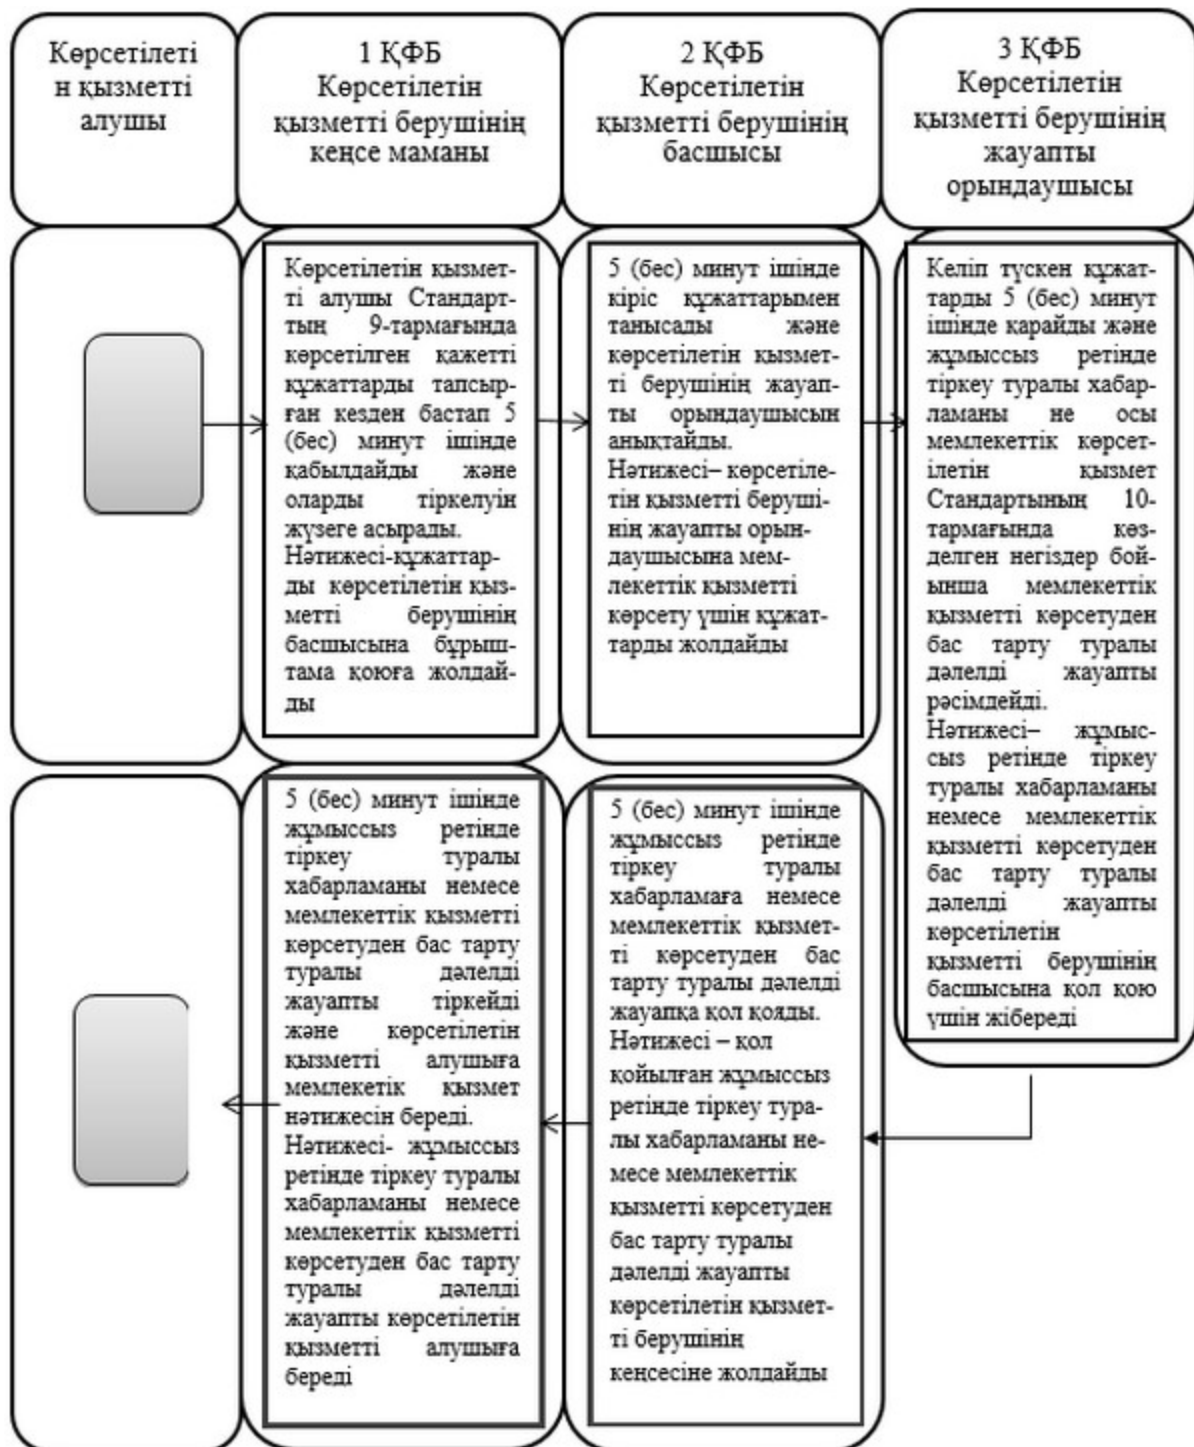 Көрсетілеті
н қызметті
алушы
1 ҚФБ
Көрсетілетін
қызметті берушінің
кеңсе маманы
2 ҚФБ
Көрсетілетін
қызметті берушінің
басшысы
3 ҚФБ
Көрсетілетін
қызметті берушінің
жауапты
орындаушысы
Көрсетілетін қызмет-
ті алушы Стандарт-
тың 9-тармағында
көрсетілген қажетті
құжаттарды тапсыр-
ған кезден бастап 5
(бес) минут ішінде
қабылдайды және
оларды тіркелуін
жүзеге асырады.
Нәтижесі-құжаттар-
ды көрсетілетін қыз-
метті берушінің
басшысына бұрыш-
тама қоюға жолдай-
ды
5 (бес) минут ішінде
кіріс құжаттарымен
танысады және
көрсетілетін қызмет-
ті берушінің жауап-
ты орындаушысын
анықтайды.
Нәтижесі– көрсетіле-
тін қызметті беруші-
нің жауапты орын-
даушысына мем-
лекеттік қызметті
көрсету үшін құжат-
тарды жолдайды
Келіп түскен құжат-
тарды 5 (бес) минут
ішінде қарайды және
жұмыссыз ретінде
тіркеу туралы хабар-
ламаны не осы
мемлекеттік көрсет-
ілетін қызмет
Стандартының 10-
тармағында көз-
делген негіздер бой-
ынша мемлекеттік
қызметті көрсетуден
бас тарту туралы
дәлелді жауапты
рәсімдейді.
Нәтижесі– жұмыс-
сыз ретінде тіркеу
туралы хабарламаны
немесе мемлекеттік
қызметті көрсетуден
бас тарту туралы
дәлелді жауапты
көрсетілетін
қызметті берушінің
басшысына қол қою
үшін жібереді
5 (бес) минут ішінде
жұмыссыз ретінде
тіркеу туралы
хабарламаны немесе
мемлекеттік қызметті
көрсетуден бас тарту
туралы дәлелді
жауапты тіркейді
және көрсетілетін
қызметті алушыға
мемлекетік қызмет
нәтижесін береді.
Нәтижесі- жұмыссыз
ретінде тіркеу туралы
хабарламаны немесе
мемлекеттік қызметті
көрсетуден бас тарту
туралы дәлелді
жауапты көрсетілетін
қызметті алушыға
береді
5 (бес) минут ішінде
жұмыссыз ретінде
тіркеу туралы
хабарламаға немесе
мемлекеттік қызмет-
ті көрсетуден бас
тарту туралы дәлелді
жауапқа қол қояды.
Нәтижесі – қол
қойылған жұмыссыз
ретінде тіркеу тура-
лы хабарламаны не-
месе мемлекеттік
қызметті көрсетуден
бас тарту туралы
дәлелді жауапты
көрсетілетін қызмет-
ті берушінің
кеңсесіне жолдайды